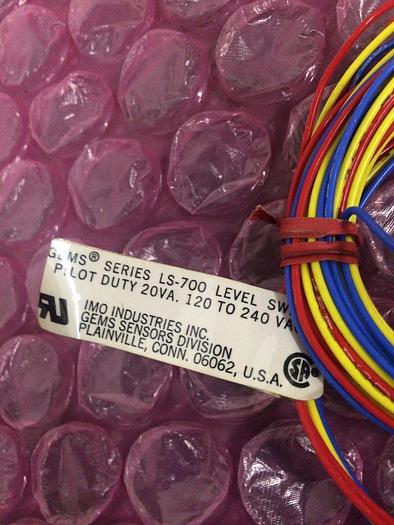 GEMS® SERIES LS-700 LEVEL SW
PILOT DUTY 20VA. 120 TO 240 VA
IMO INDUSTRIES INC.
GEMS SENSORS DIVISION
PLAINVILLE, CONN. 06062, U.S.A.
SA